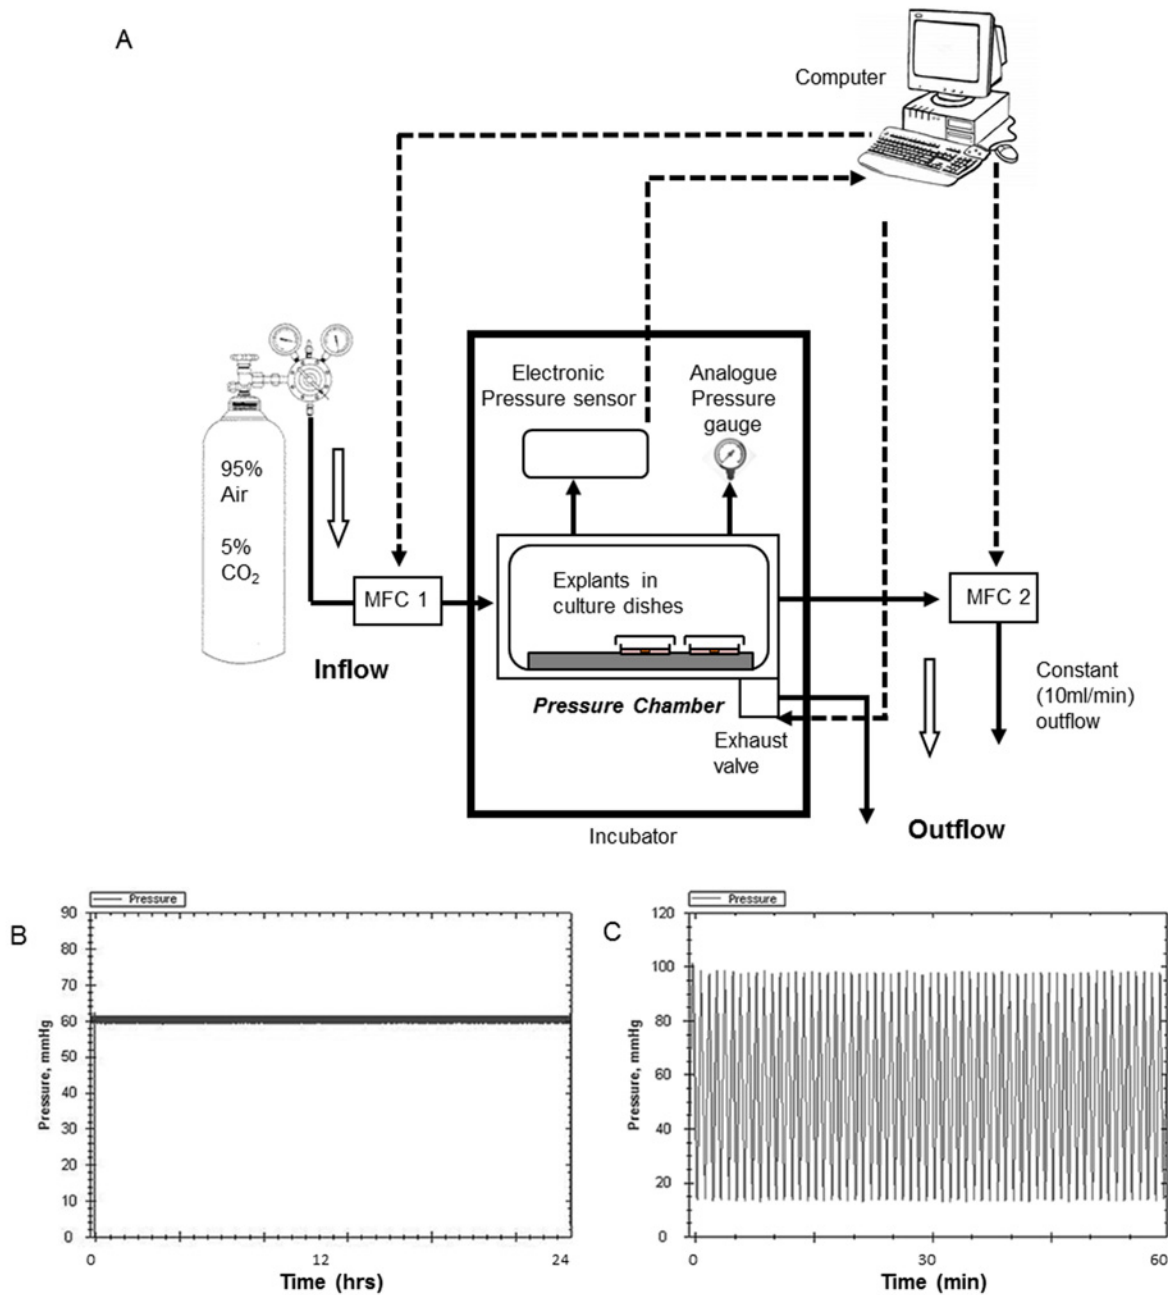 A
Computer
Electronic
Pressure sensor
Analogue
Pressure
gauge
95%
Air
5%
CO₂
MFC 1
Explants in
culture dishes
MFC 2
Inflow
Pressure Chamber
Constant
(10ml/min)
outflow
Exhaust
valve
Outflow
Incubator
B
Pressure
90
80
70
60
50
40
30
20
10
0
Pressure, mmHg
0 12 24
Time (hrs)
C
Pressure
120
100
80
60
40
20
0
Pressure, mmHg
0 30 60
Time (min)